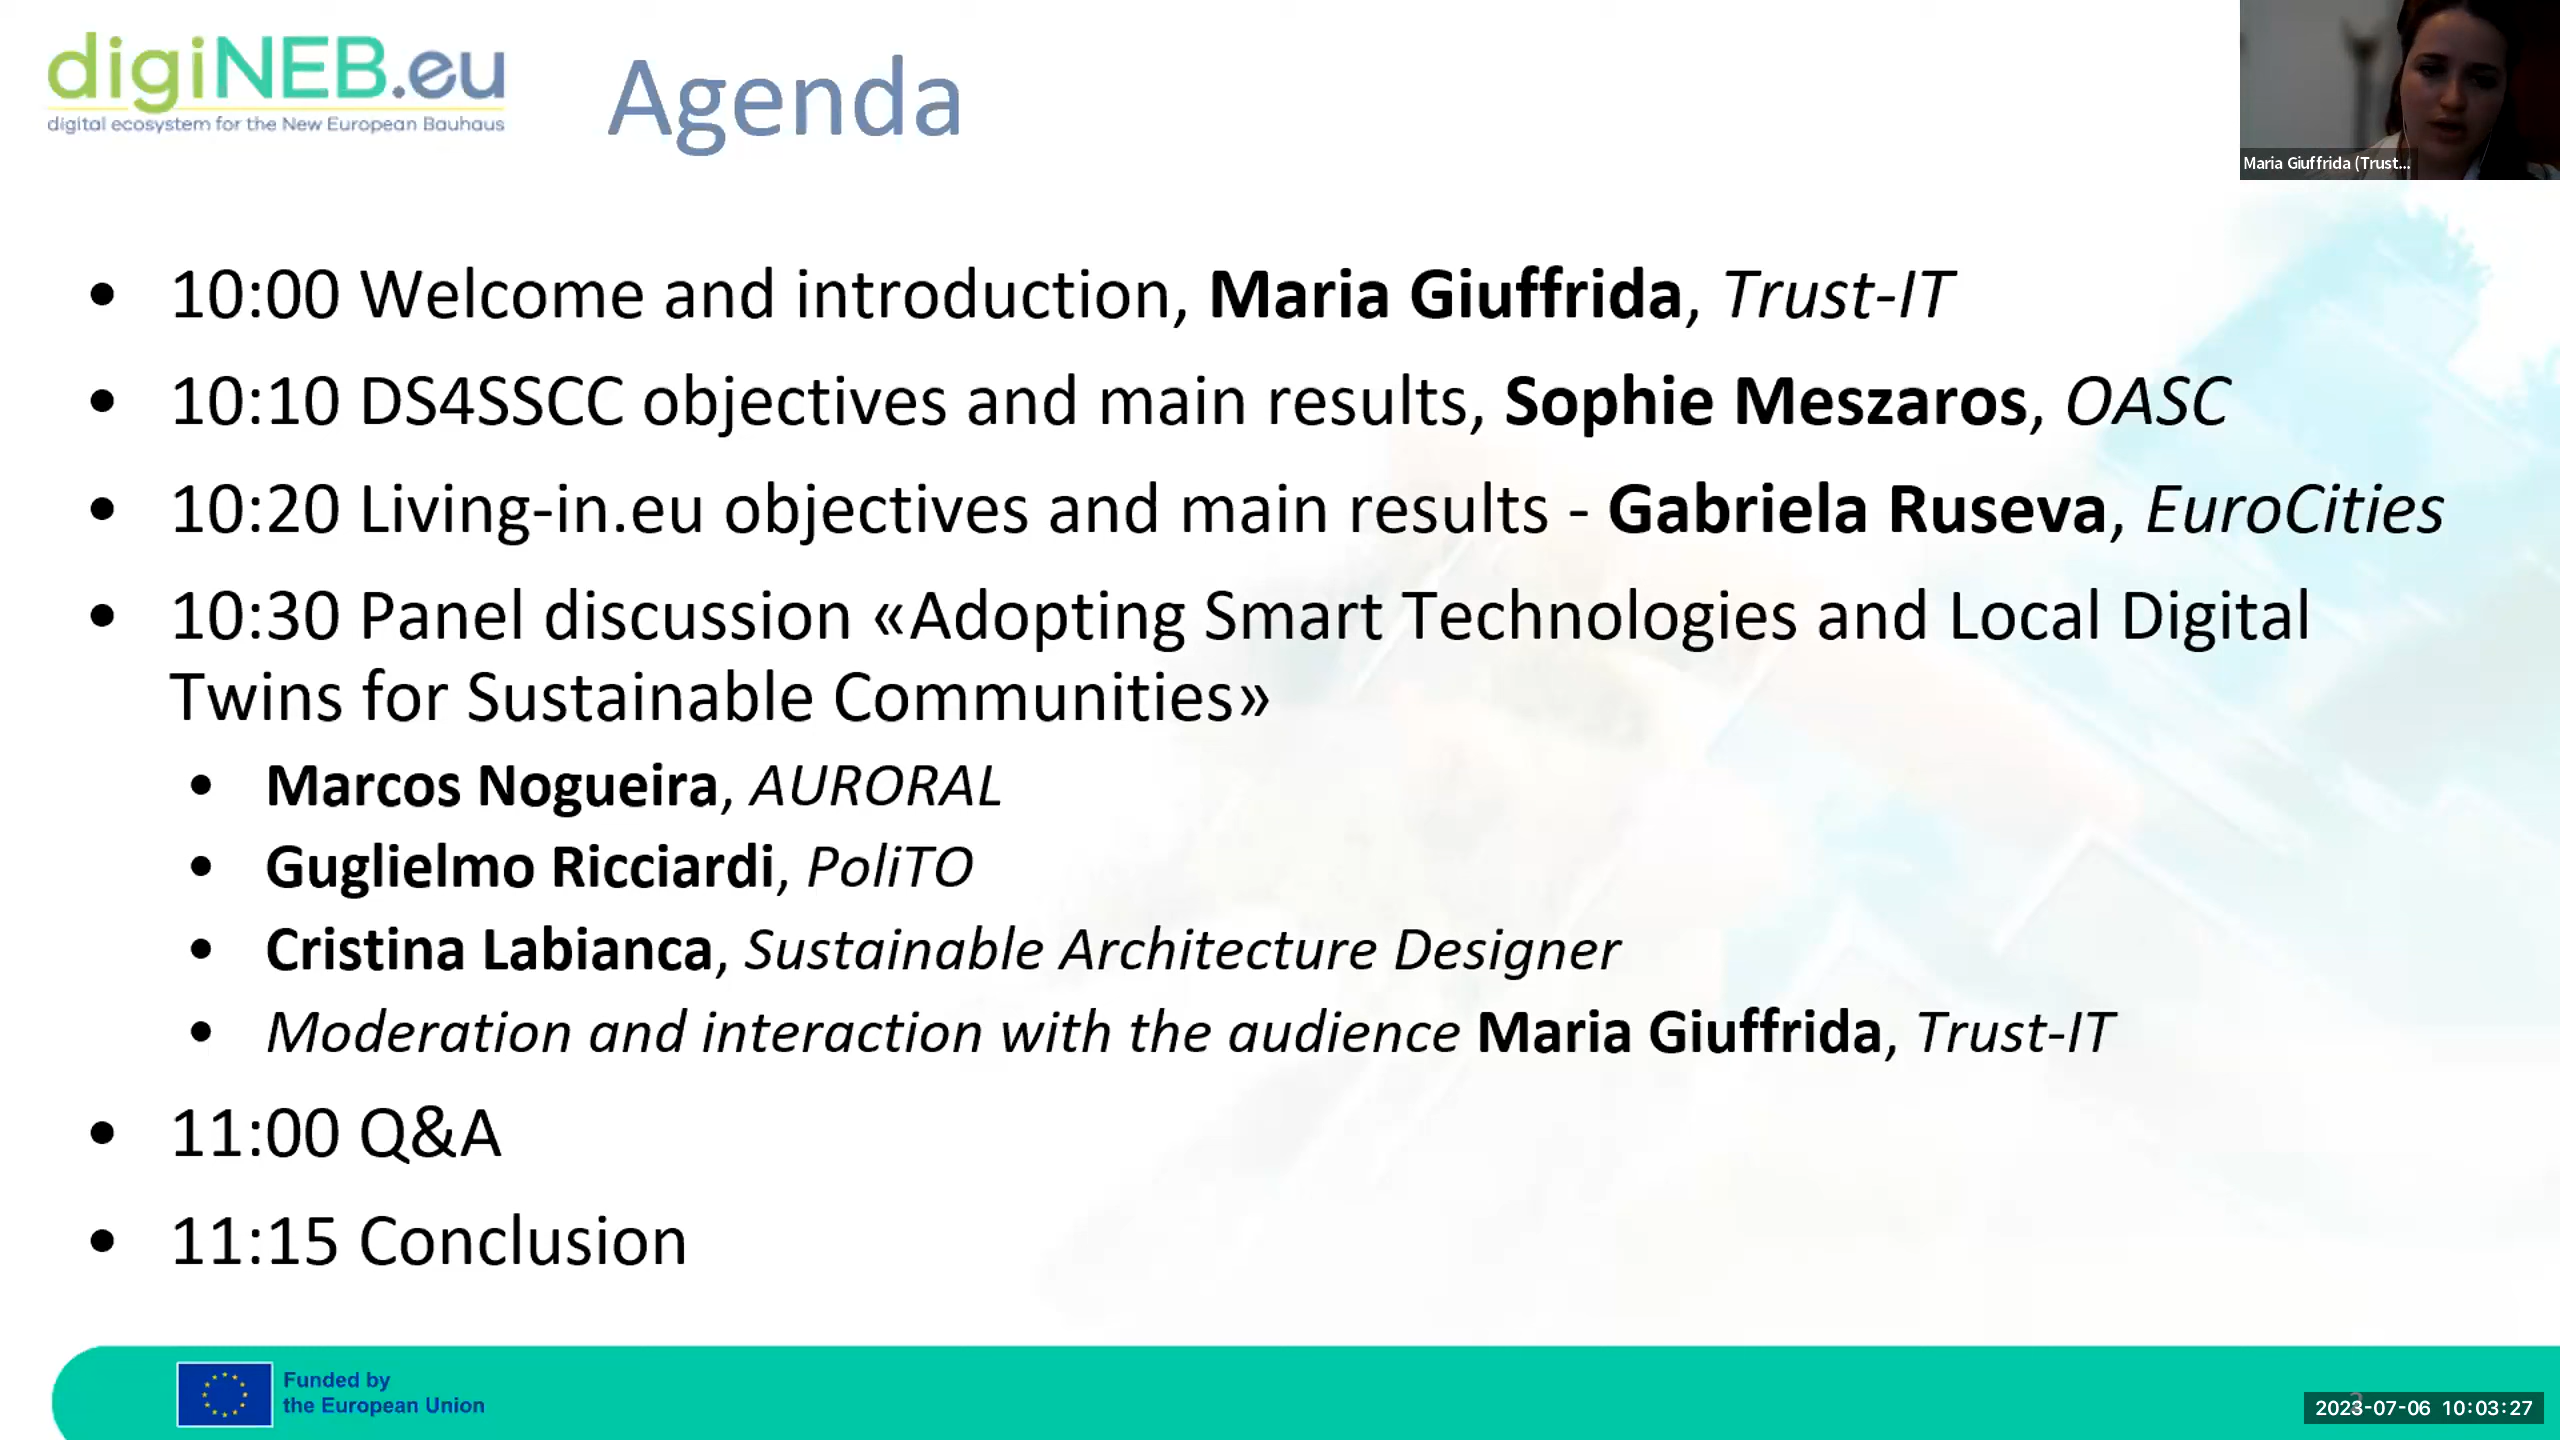 digiNEB.eu
digital ecosystem for the New European Bauhaus
Agenda
Maria Giuffrida (Trust...
• 10:00 Welcome and introduction, Maria Giuffrida, Trust-IT
• 10:10 DS4SSCC objectives and main results, Sophie Meszaros, OASC
• 10:20 Living-in.eu objectives and main results - Gabriela Ruseva, EuroCities
• 10:30 Panel discussion «Adopting Smart Technologies and Local Digital
Twins for Sustainable Communities»
• Marcos Nogueira, AURORAL
• Guglielmo Ricciardi, PoliTO
• Cristina Labianca, Sustainable Architecture Designer
• Moderation and interaction with the audience Maria Giuffrida, Trust-IT
• 11:00 Q&A
• 11:15 Conclusion
Funded by
the European Union
3
2023-07-06 10:03:27